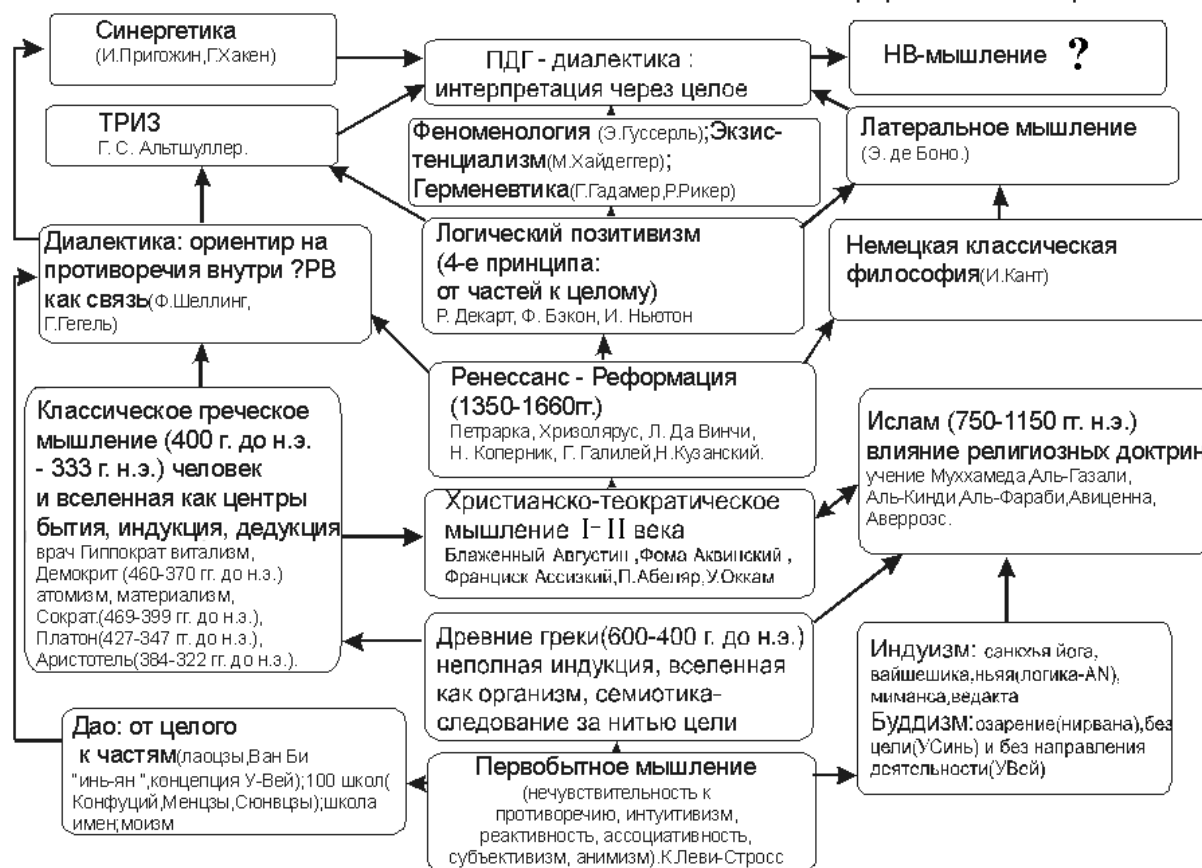 Синергетика
(И.Пригожин,Г.Хакен)
ПДГ - диалектика :
интерпретация через целое
НВ-мышление ?
ТРИЗ
Г. С. Альтшуллер.
Феноменология (Э.Гуссерль);Экзис-
тенциализм(М.Хайдеггер);
Герменевтика(Г.Гадамер,Р.Рикер)
Латеральное мышление
(Э. де Боно.)
Диалектика: ориентир на
противоречия внутри ?РВ
как связь(Ф.Шеллинг,
Г.Гегель)
Логический позитивизм
(4-е принципа:
от частей к целому)
Р. Декарт, Ф. Бэкон, И. Ньютон
Немецкая классическая
философия(И.Кант)
Классическое греческое
мышление (400 г. до н.э.
- 333 г. н.э.) человек
и вселенная как центры
бытия, индукция, дедукция
врач Гиппократ витализм,
Демокрит (460-370 гг. до н.э.)
атомизм, материализм,
Сократ.(469-399 гг. до н.э.),
Платон(427-347 гг. до н.э.),
Аристотель(384-322 гг. до н.э.).
Ренессанс - Реформация
(1350-1660гг.)
Петрарка, Хризолярус, Л. Да Винчи,
Н. Коперник, Г. Галилей,Н.Кузанский.
Ислам (750-1150 гг. н.э.)
влияние религиозных доктрин
учение Муххамеда,Аль-Газали,
Аль-Кинди,Аль-Фараби,Авиценна,
Аверроэс.
Христианско-теократическое
мышление I-II века
Блаженный Августин ,Фома Аквинский ,
Франциск Ассизкий,П.Абеляр,У.Оккам
Древние греки(600-400 г. до н.э.)
неполная индукция, вселенная
как организм, семиотика-
следование за нитью цели
Индуизм: санкхья йога,
вайшешика,ньяя(логика-AN),
миманса,ведакта
Буддизм:озарение(нирвана),без
цели(УСинь) и без направления
деятельности(УВей)
Дао: от целого
к частям(лаоцзы,Ван Би
"инь-ян ",концепция У-Вей);100 школ(
Конфуций,Менцзы,Сюнвцзы);школа
имен;моизм
Первобытное мышление
(нечувствительность к
противоречию, интуитивизм,
реактивность, ассоциативность,
субъективизм, анимизм).К.Леви-Стросс